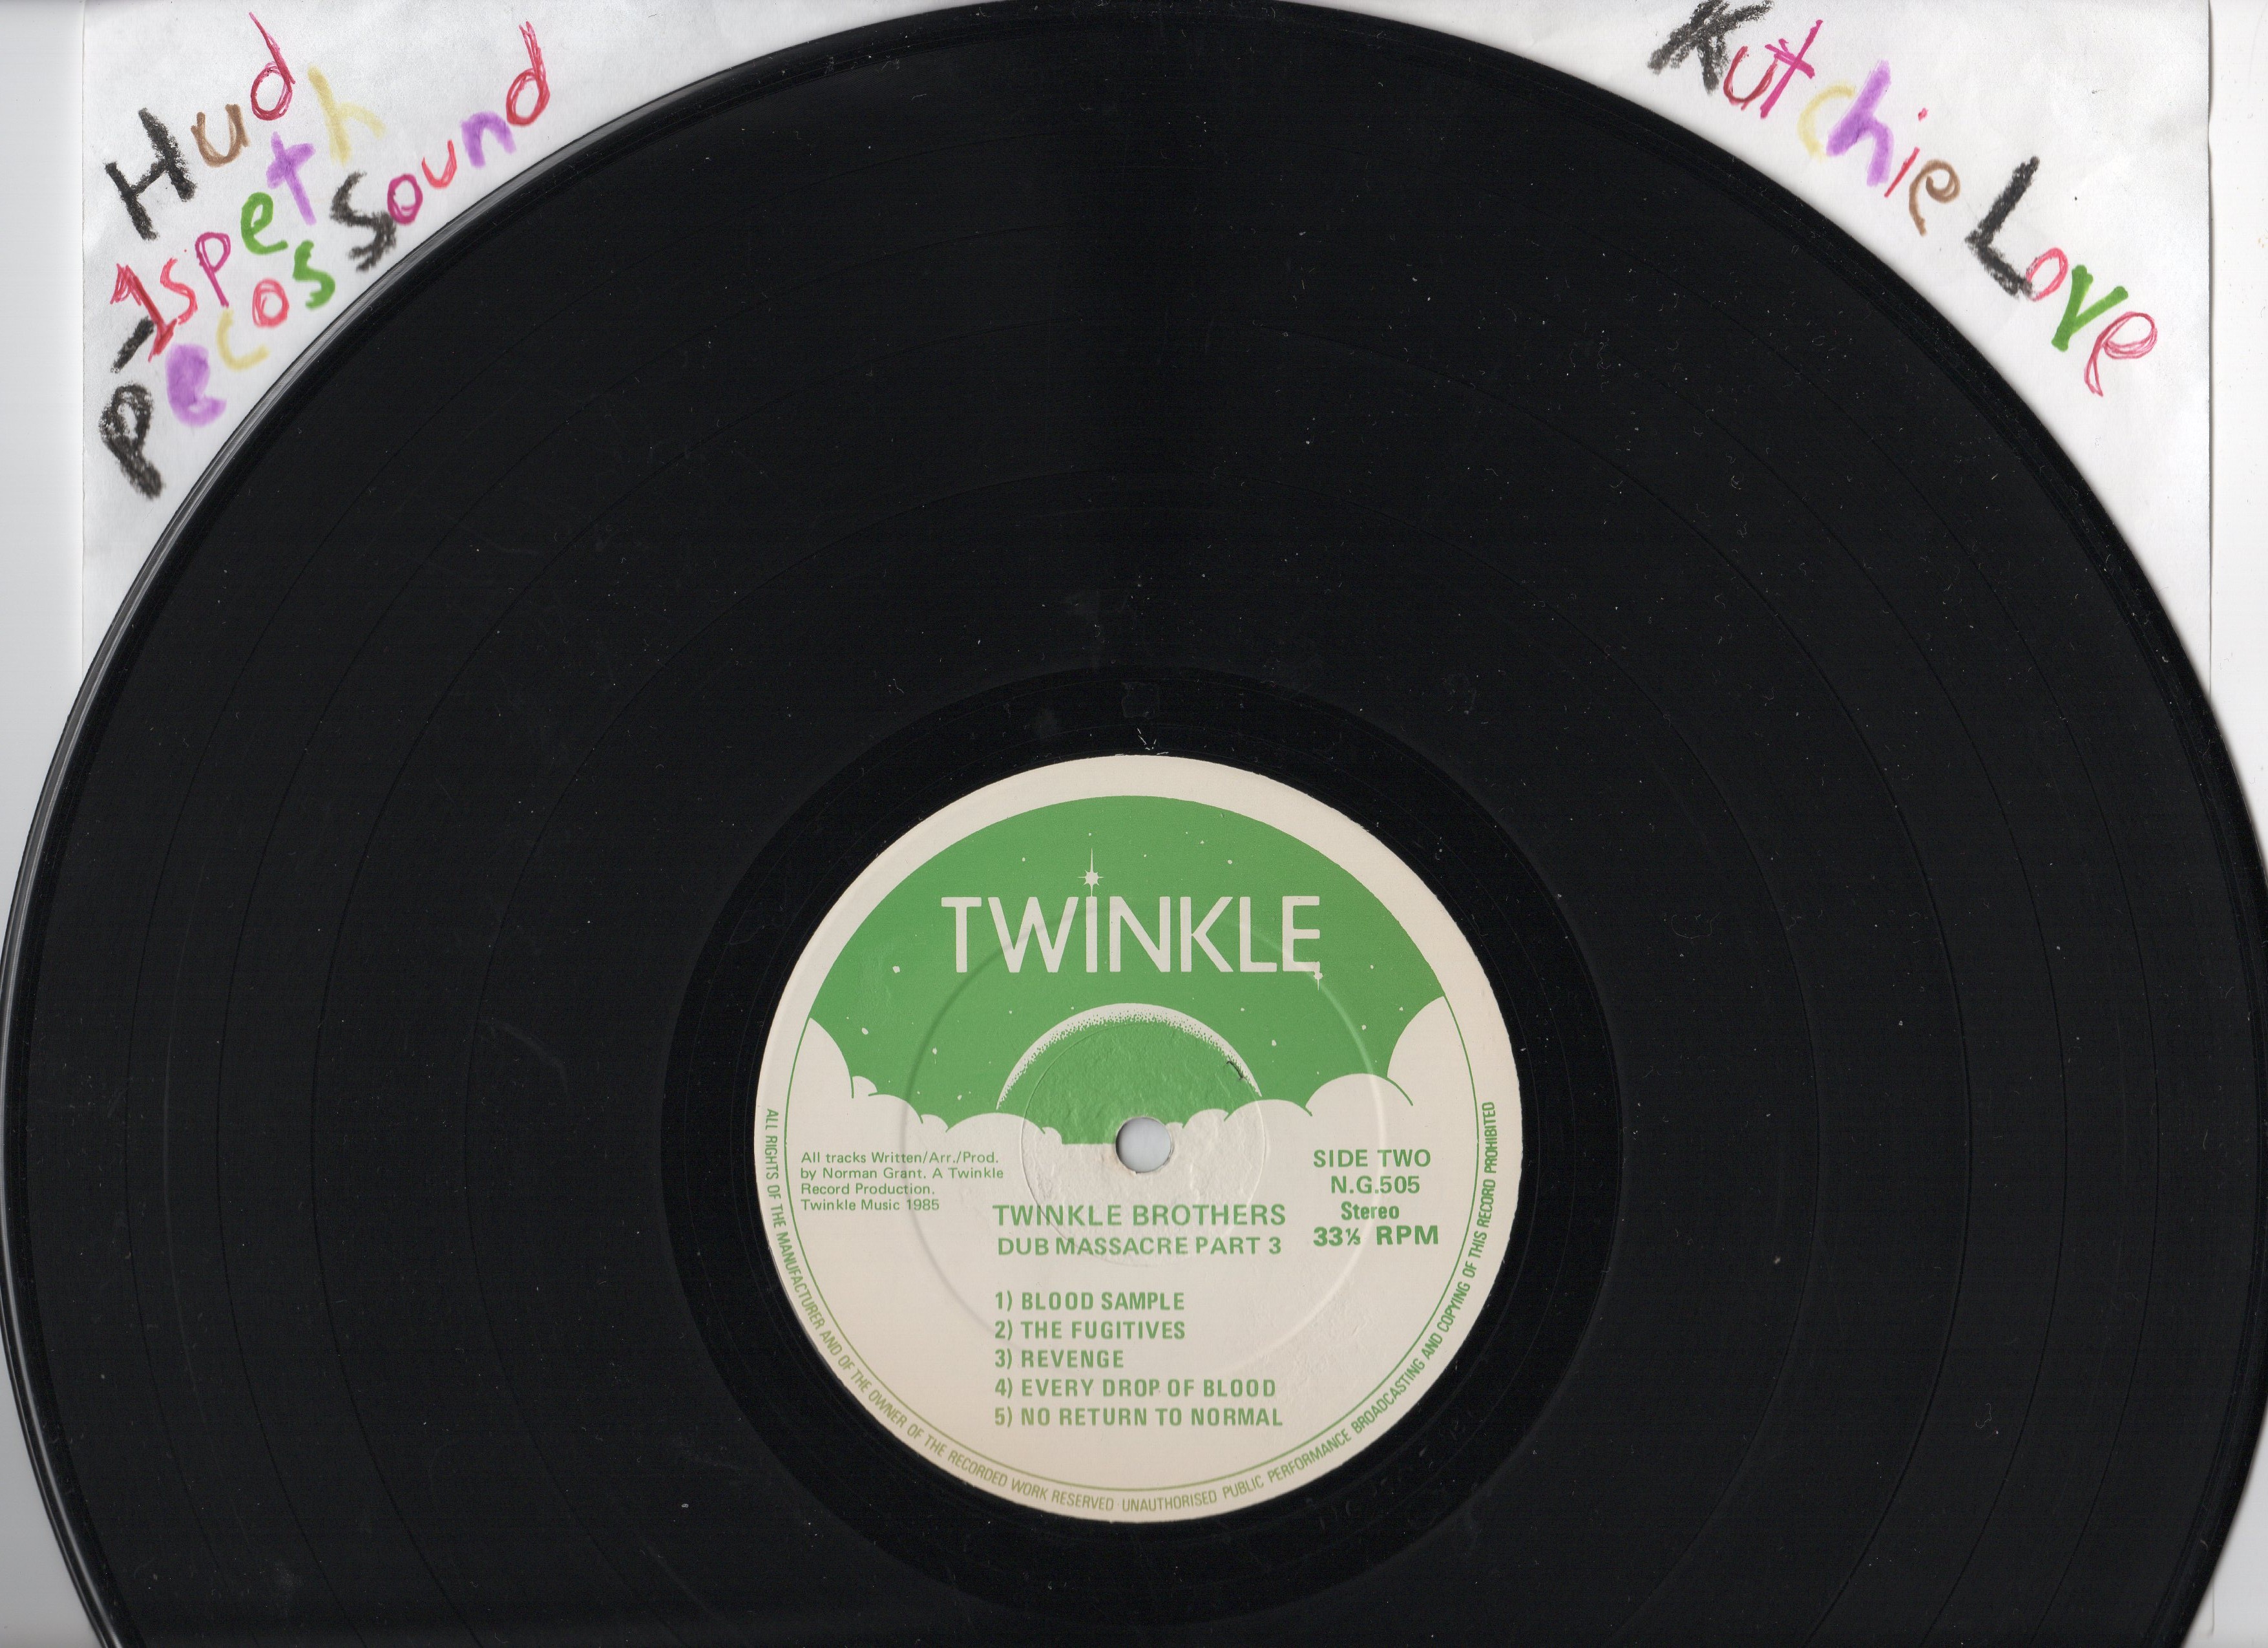 Hud
-1speth
Pecos Sound
Kutchie Love
TWINKLE
All tracks Written/Arr./Prod.
by Norman Grant. A Twinkle
Record Production.
Twinkle Music 1985
SIDE TWO
N.G.505
Stereo
33⅓ RPM
TWINKLE BROTHERS
DUB MASSACRE PART 3
1) BLOOD SAMPLE
2) THE FUGITIVES
3) REVENGE
4) EVERY DROP OF BLOOD
5) NO RETURN TO NORMAL
ALL RIGHTS OF THE MANUFACTURER AND OF THE OWNER OF THE RECORDED WORK RESERVED · UNAUTHORISED PUBLIC PERFORMANCE BROADCASTING AND COPYING OF THIS RECORD PROHIBITED